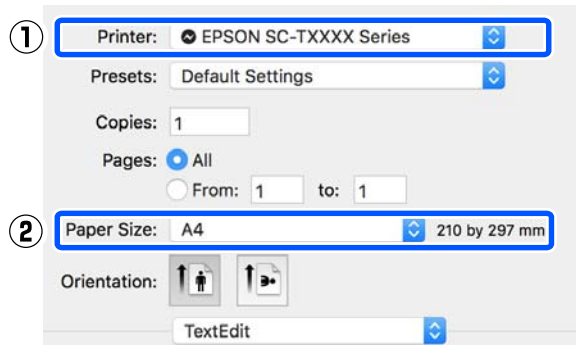 ① Printer: EPSON SC-TXXXX Series
Presets: Default Settings
Copies: 1
Pages: All
From: 1 to: 1
② Paper Size: A4 210 by 297 mm
Orientation:
TextEdit